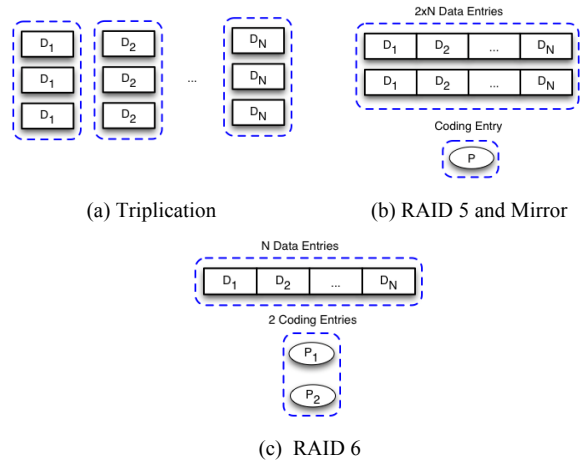 D1 D2 DN
D1 D2 ... DN
D1 D2 DN
(a) Triplication
2xN Data Entries
D1 D2 ... DN
D1 D2 ... DN
Coding Entry
P
(b) RAID 5 and Mirror
N Data Entries
D1 D2 ... DN
2 Coding Entries
P1
P2
(c) RAID 6